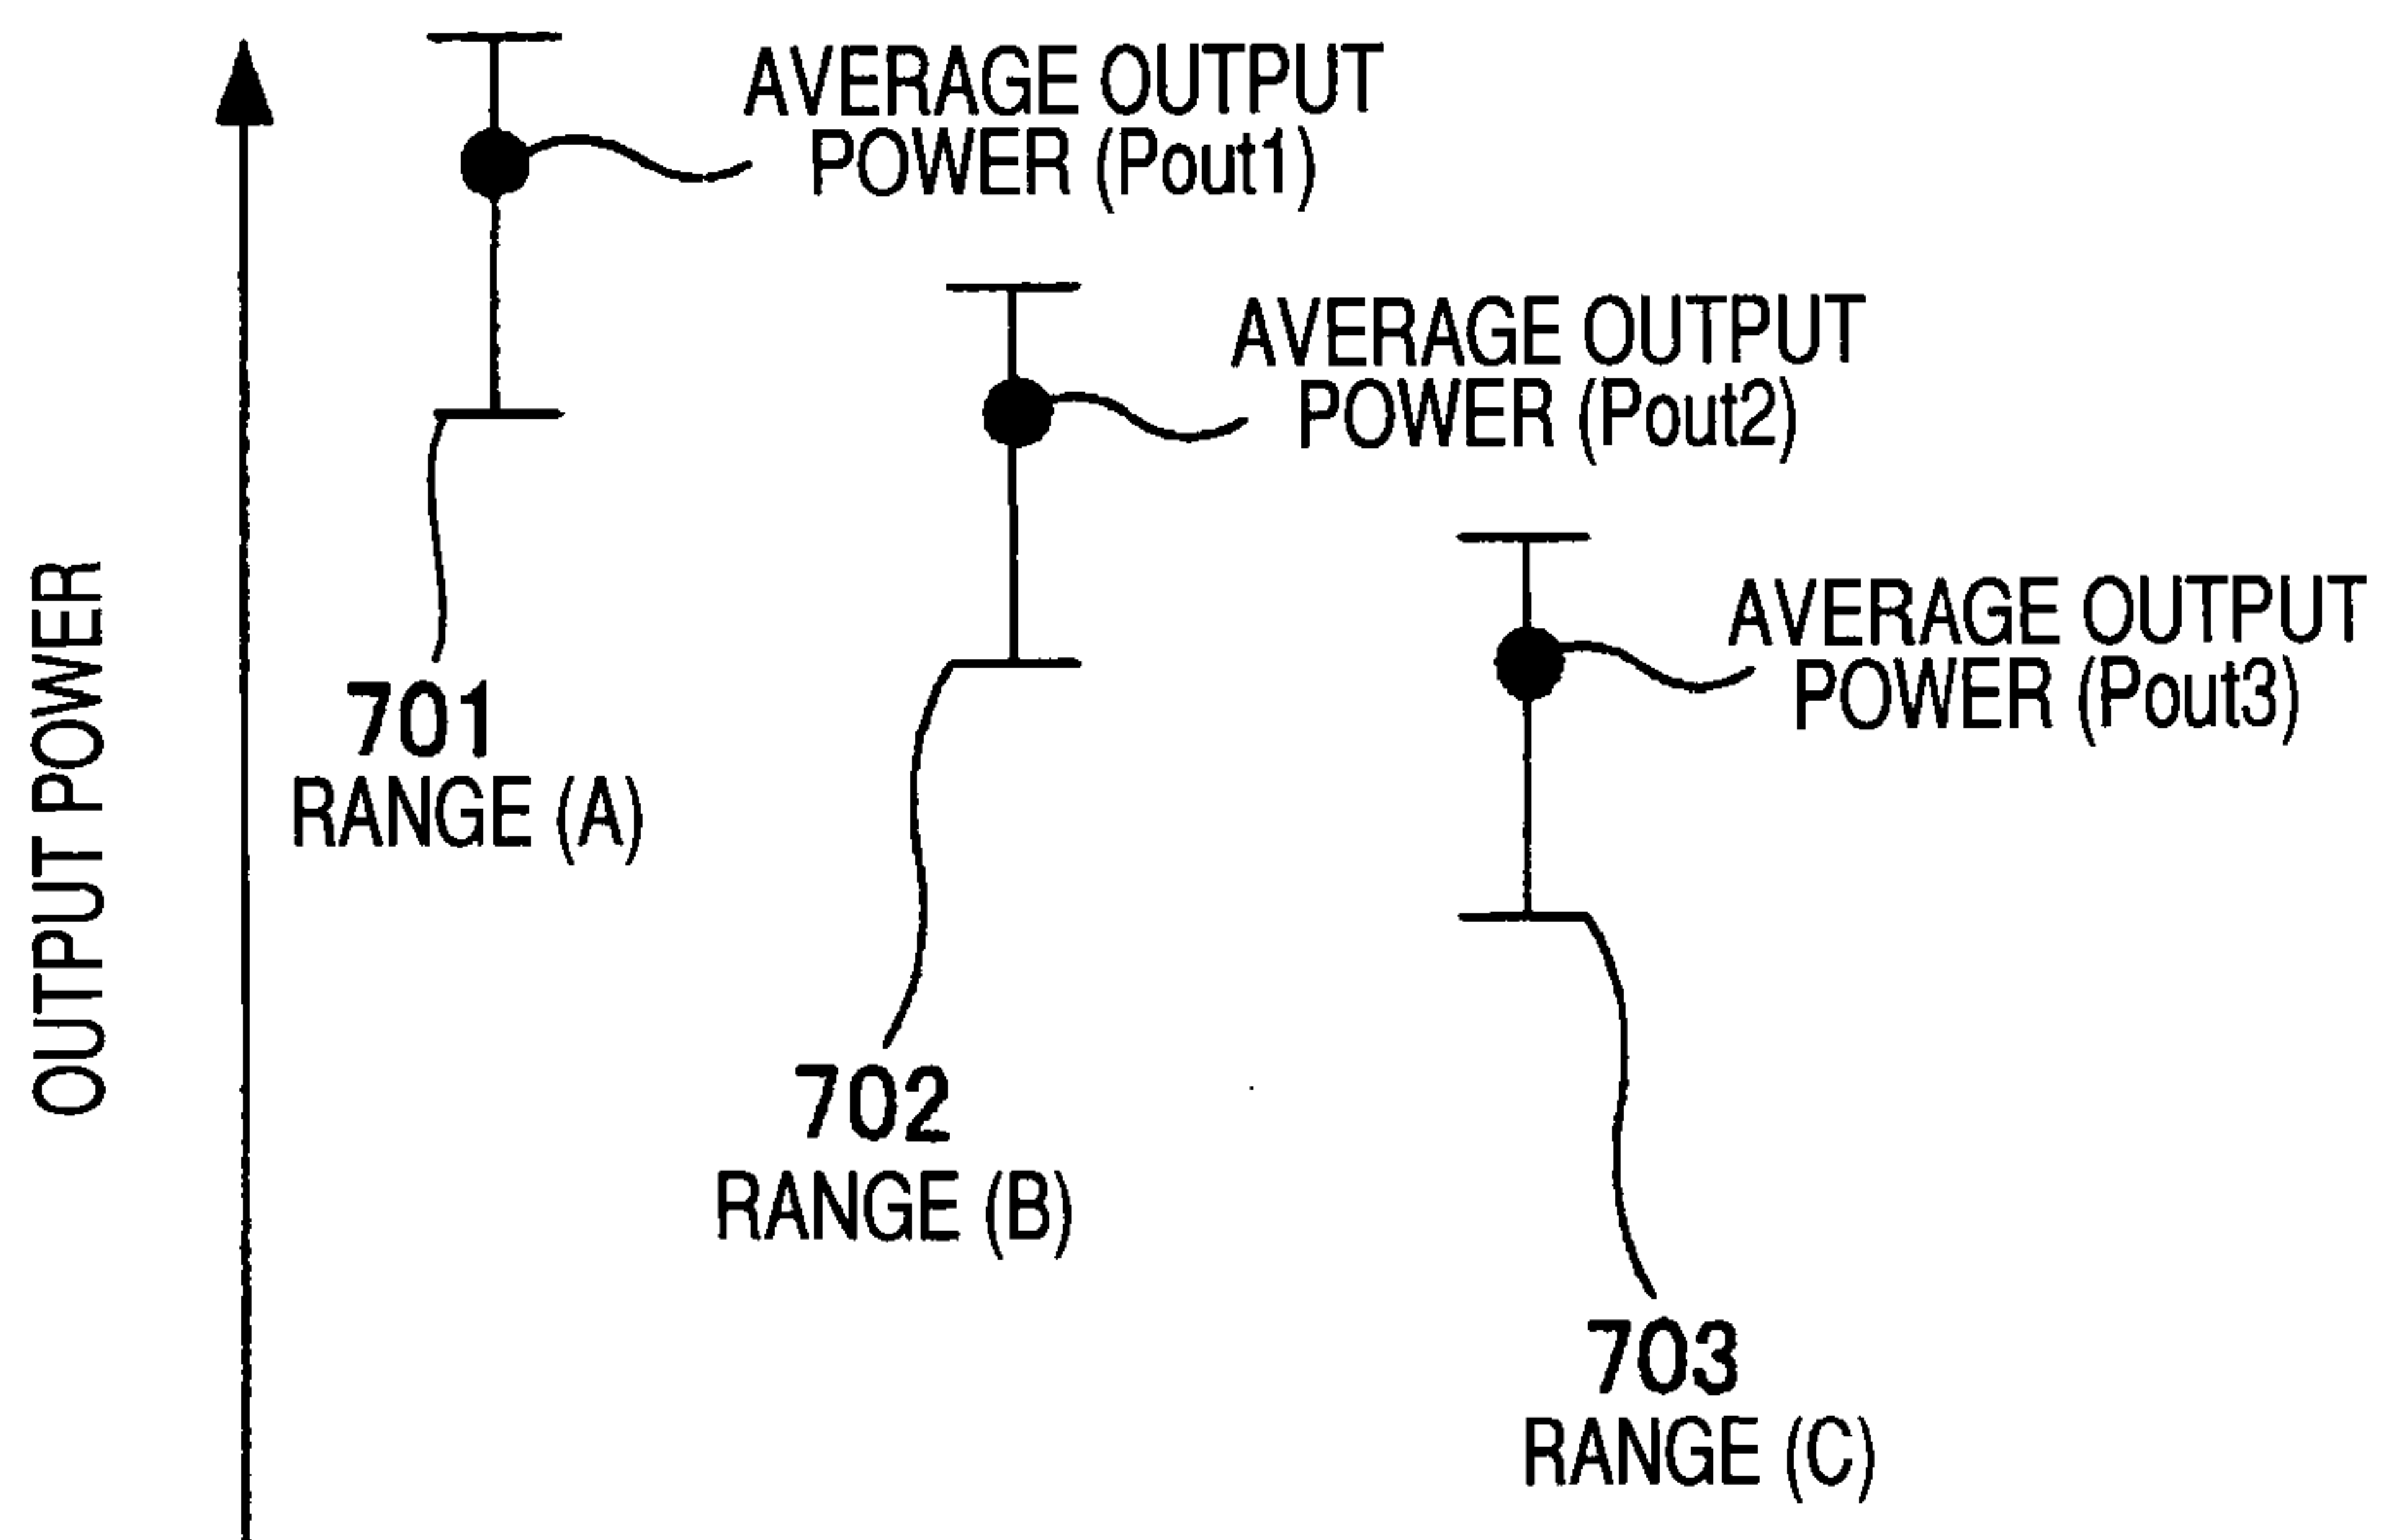 AVERAGE OUTPUT
POWER (Pout1)
AVERAGE OUTPUT
POWER (Pout2)
AVERAGE OUTPUT
POWER (Pout3)
OUTPUT POWER
701
RANGE (A)
702
RANGE (B)
703
RANGE (C)